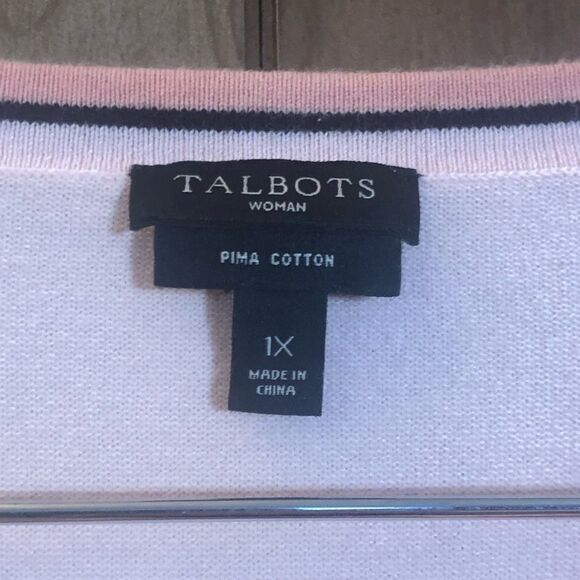 TALBOTS
WOMAN
PIMA COTTON
1X
MADE IN
CHINA